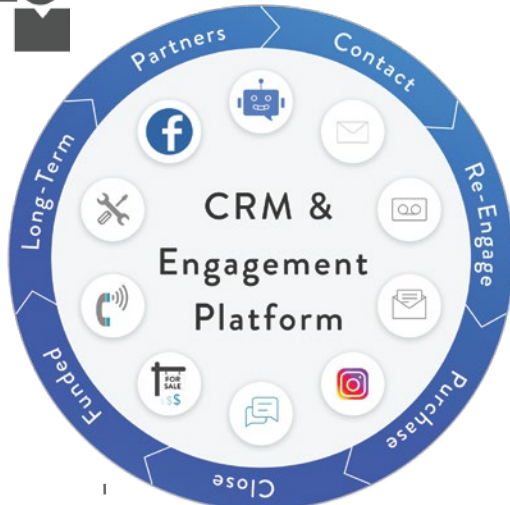 Partners
Contact
Re-Engage
Purchase
Close
Funded
Long-Term
CRM &
Engagement
Platform
FOR
SALE
$$$